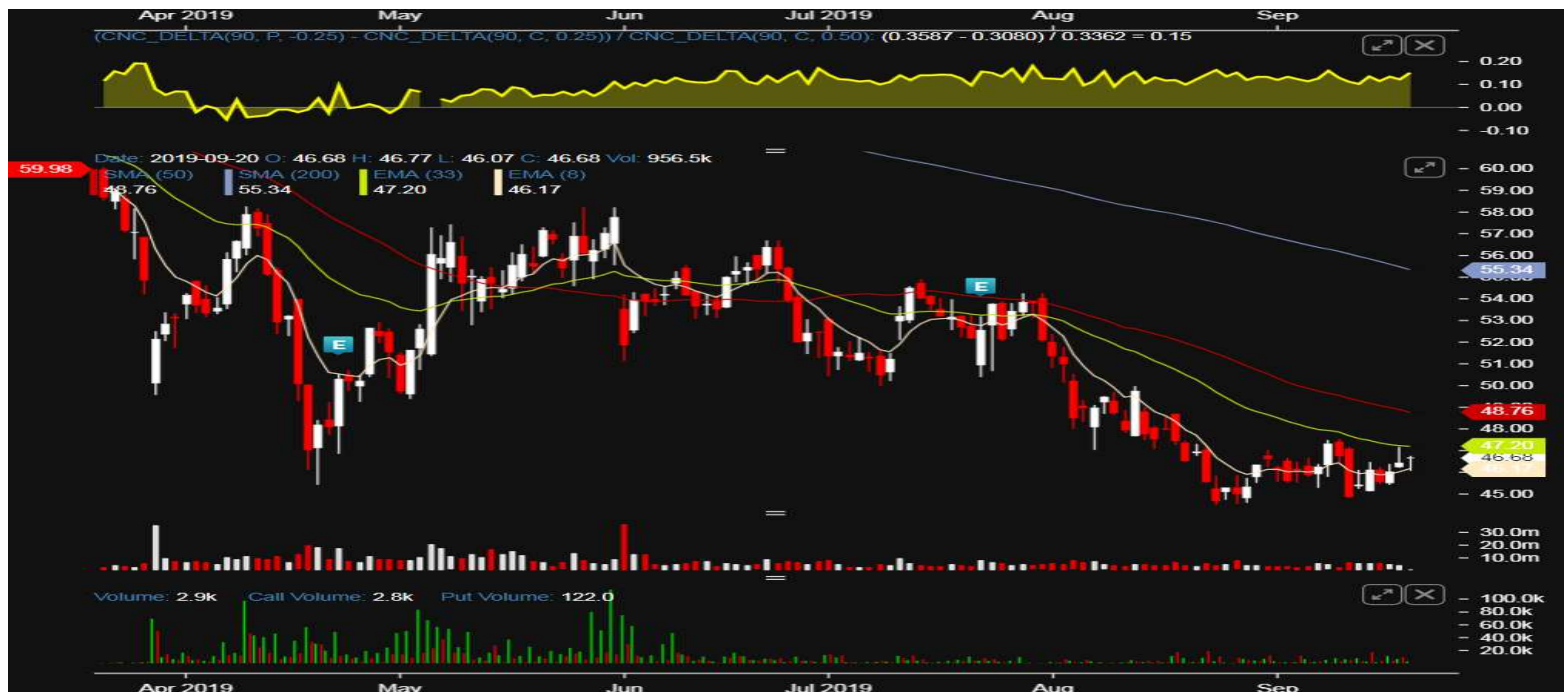 Apr 2019 May Jun Jul 2019 Aug Sep
(CNC_DELTA(90, P, -0.25) - CNC_DELTA(90, C, 0.25)) / CNC_DELTA(90, C, 0.50): (0.3587 - 0.3080) / 0.3362 = 0.15
0.20
0.10
0.00
-0.10
Date: 2019-09-20 O: 46.68 H: 46.77 L: 46.07 C: 46.68 Vol: 956.5k
SMA (50) SMA (200) EMA (33) EMA (8)
48.76 55.34 47.20 46.17
59.98
60.00
59.00
58.00
57.00
56.00
55.34
54.00
53.00
52.00
51.00
50.00
48.76
48.00
47.20
46.68
46.17
45.00
E
E
30.0m
20.0m
10.0m
Volume: 2.9k Call Volume: 2.8k Put Volume: 122.0
100.0k
80.0k
60.0k
40.0k
20.0k
Apr 2019 May Jun Jul 2019 Aug Sep